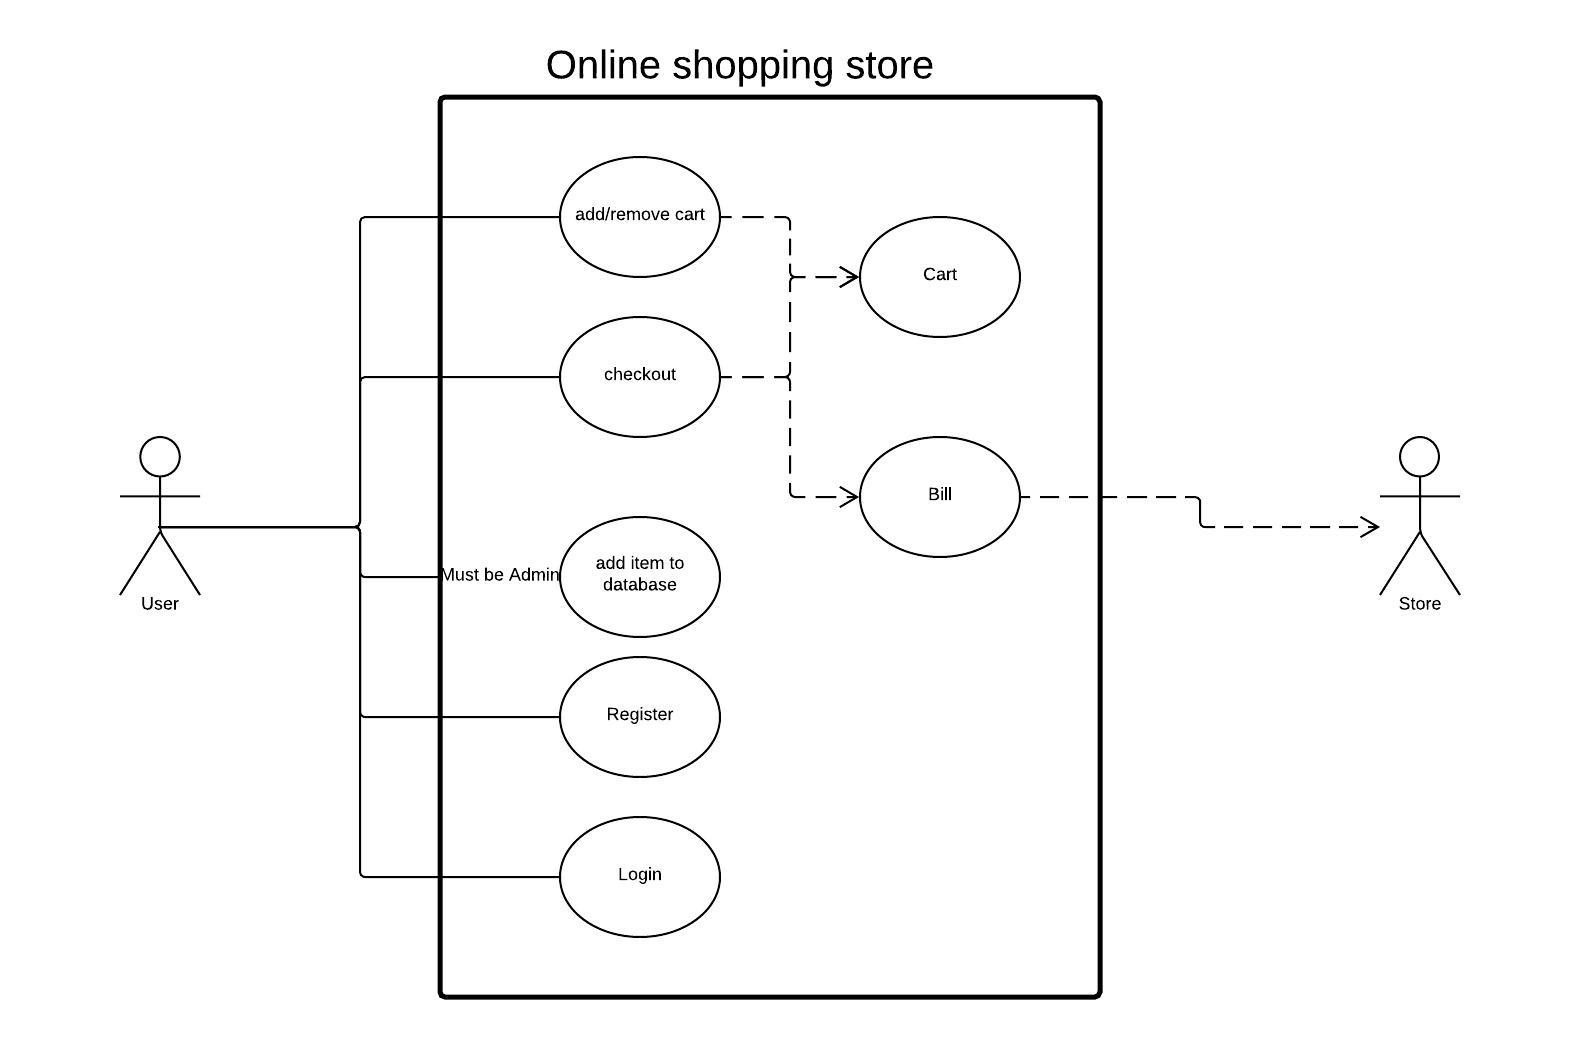 Online shopping store
add/remove cart
Cart
checkout
Bill
Must be Admin
add item to
database
User
Store
Register
Login